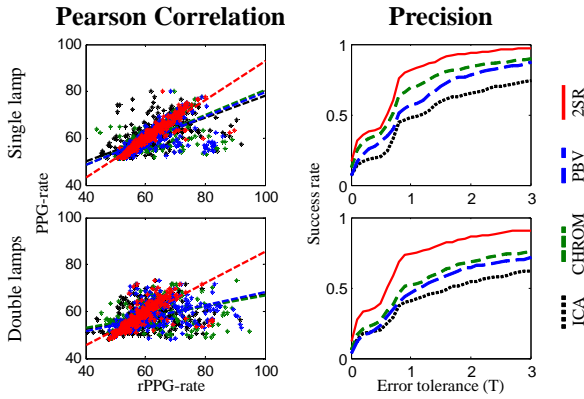 Pearson Correlation
Precision
Single lamp
PPG-rate
100
80
60
40
40
60
80
100
Success rate
1
0.5
0
0
1
2
3
2SR
PBV
CHROM
ICA
Double lamps
100
80
60
40
40
60
80
100
rPPG-rate
1
0.5
0
0
1
2
3
Error tolerance (T)